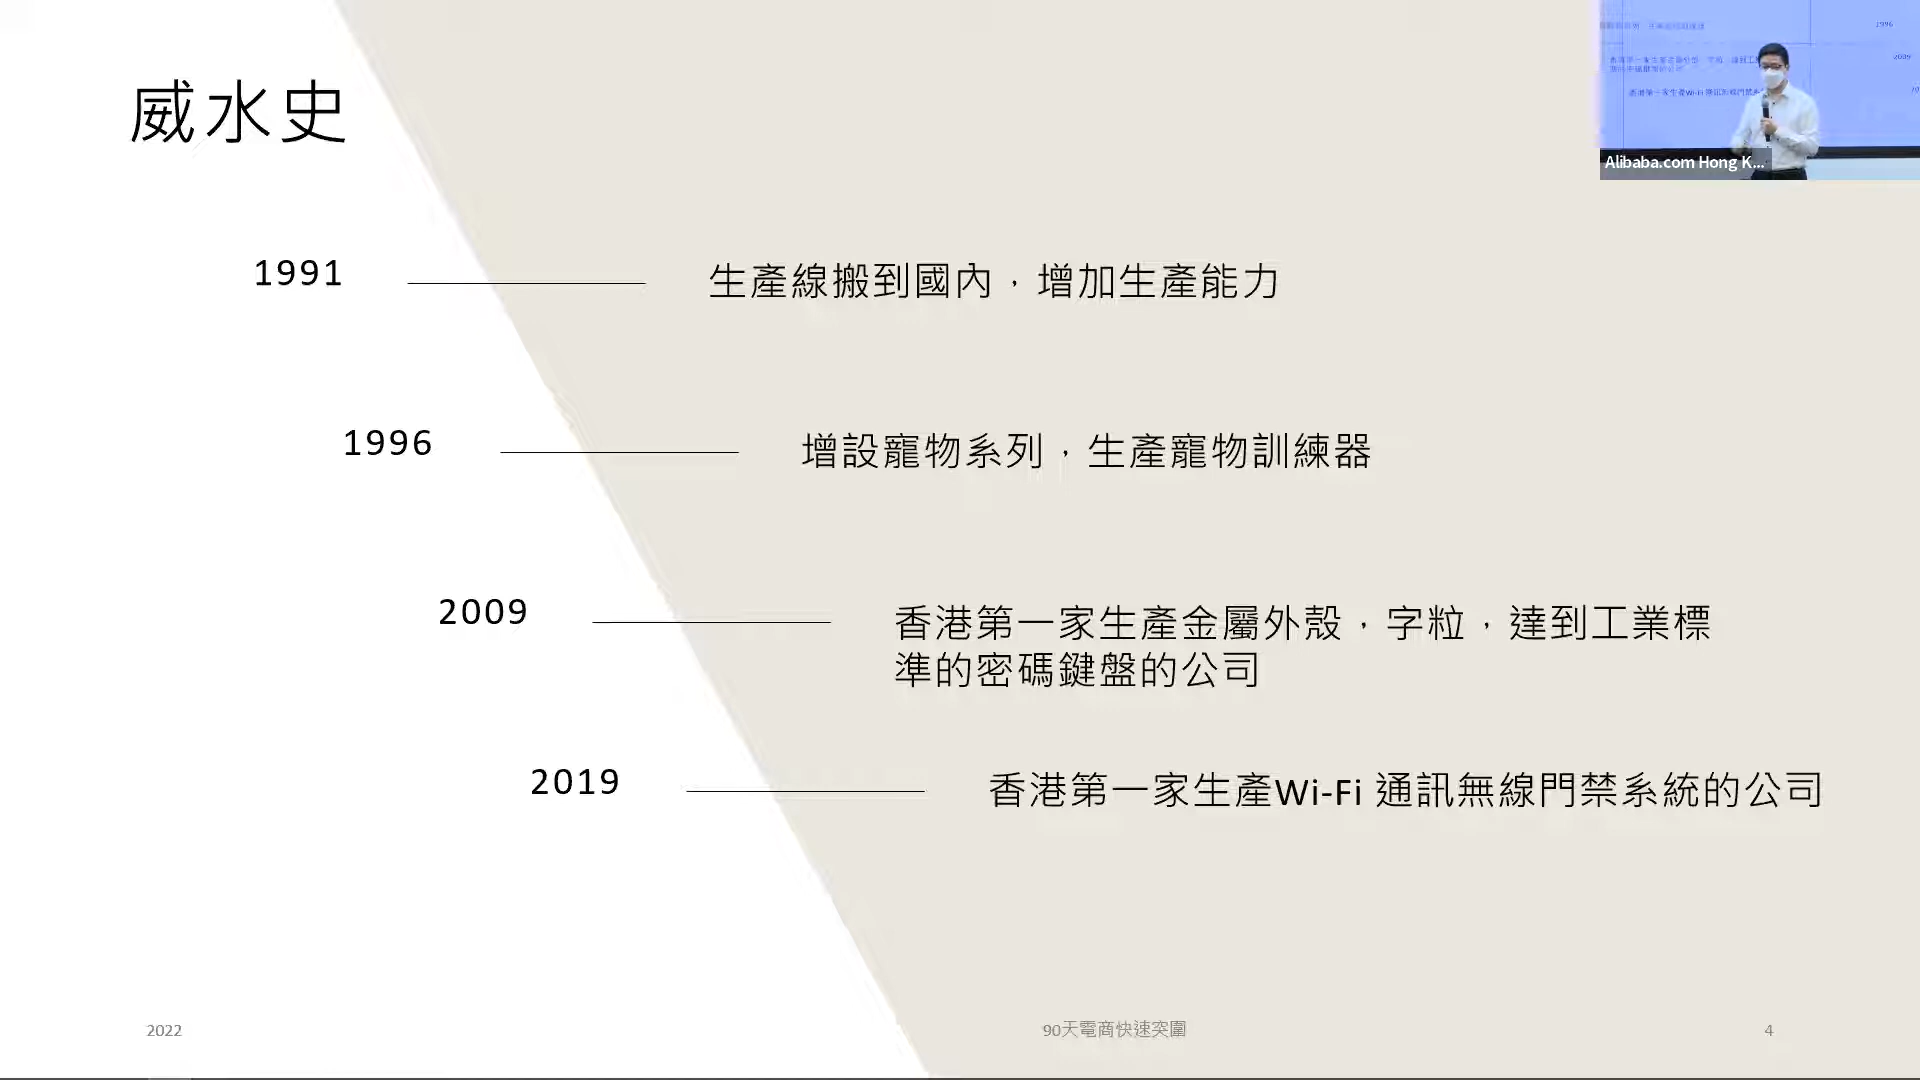 威水史
Alibaba.com Hong K...
1991
生產線搬到國內，增加生產能力
1996
增設寵物系列，生產寵物訓練器
2009
香港第一家生產金屬外殼，字粒，達到工業標
準的密碼鍵盤的公司
2019
香港第一家生產Wi-Fi 通訊無線門禁系統的公司
2022
90天電商快速突圍
4